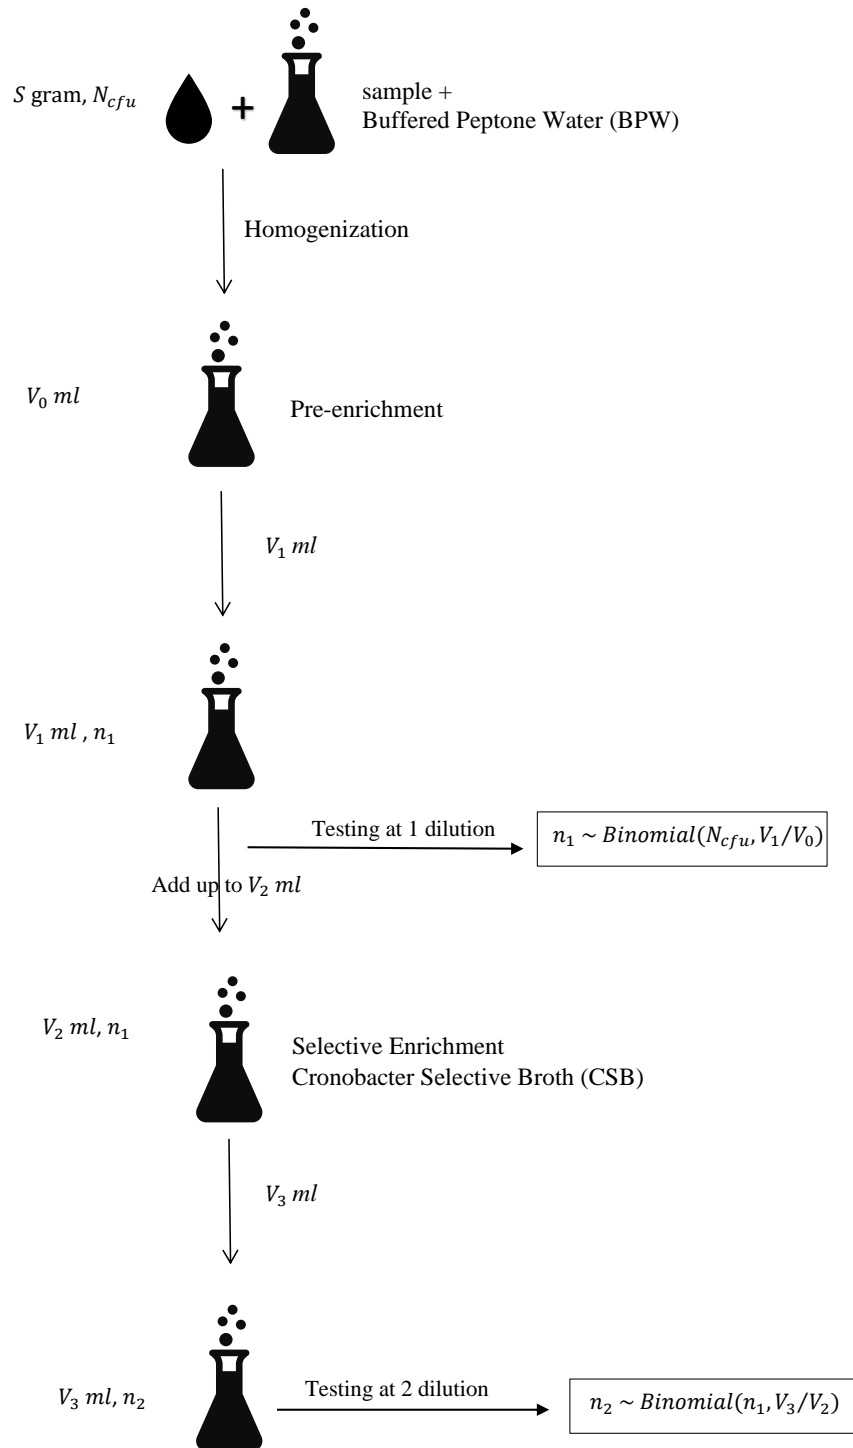 S gram, N_cfu
+
sample +
Buffered Peptone Water (BPW)
Homogenization
V_0 ml
Pre-enrichment
V_1 ml
V_1 ml , n_1
Testing at 1 dilution
n_1 ~ Binomial(N_cfu, V_1/V_0)
Add up to V_2 ml
V_2 ml, n_1
Selective Enrichment
Cronobacter Selective Broth (CSB)
V_3 ml
V_3 ml, n_2
Testing at 2 dilution
n_2 ~ Binomial(n_1, V_3/V_2)